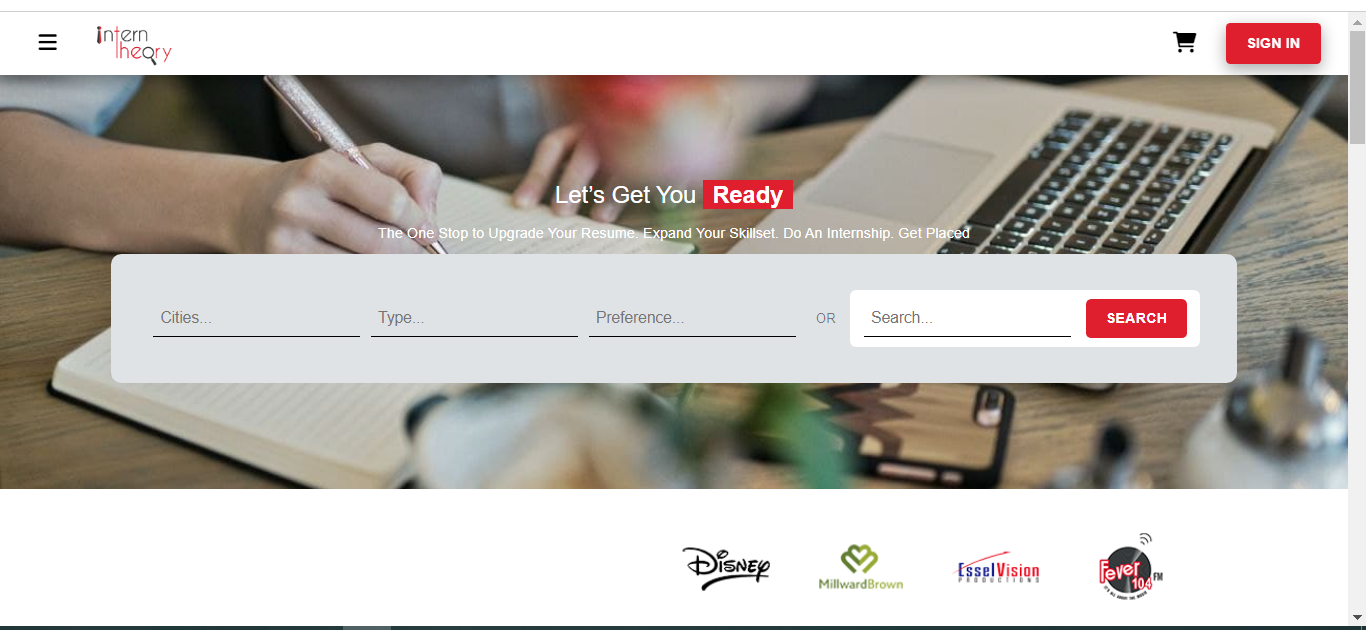 intern
Theory
SIGN IN
Let’s Get You Ready
The One Stop to Upgrade Your Resume. Expand Your Skillset. Do An Internship. Get Placed
Cities...
Type...
Preference...
OR
Search...
SEARCH
Disney
MillwardBrown
EsselVision
PRODUCTIONS
Fever
104 FM